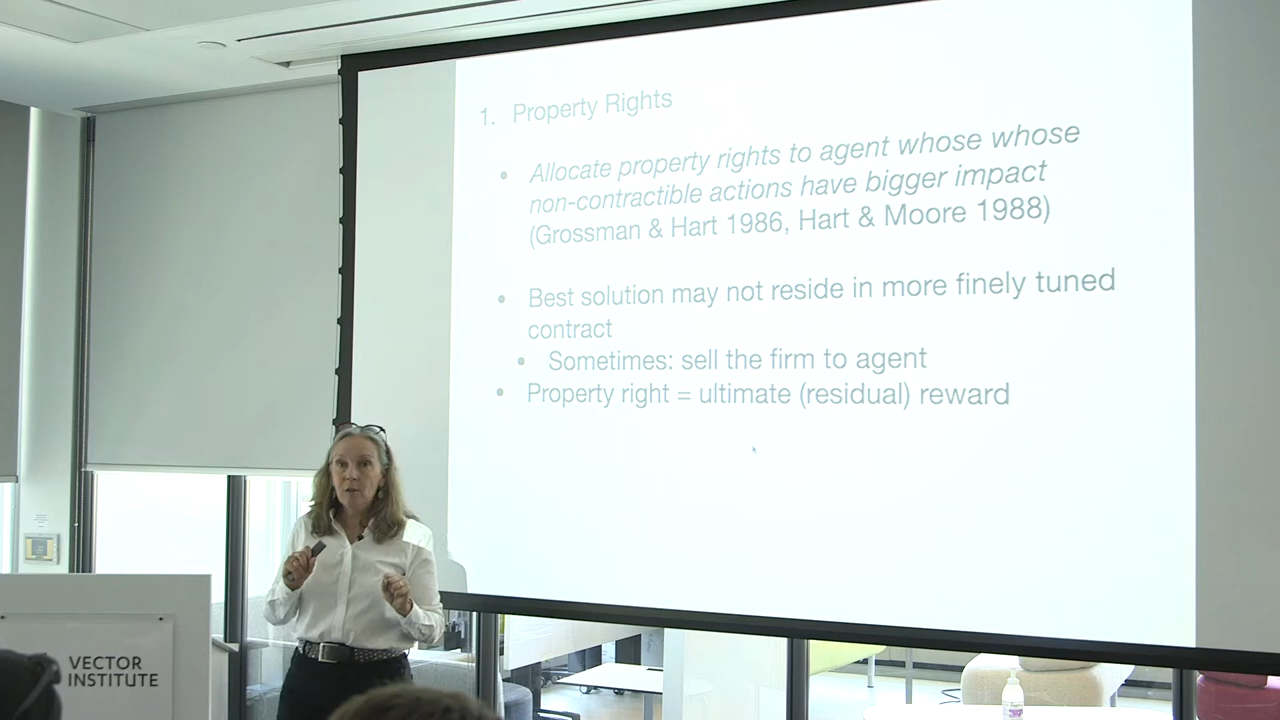 1. Property Rights
• Allocate property rights to agent whose whose
non-contractible actions have bigger impact
(Grossman & Hart 1986, Hart & Moore 1988)
• Best solution may not reside in more finely tuned
contract
• Sometimes: sell the firm to agent
• Property right = ultimate (residual) reward
VECTOR
INSTITUTE